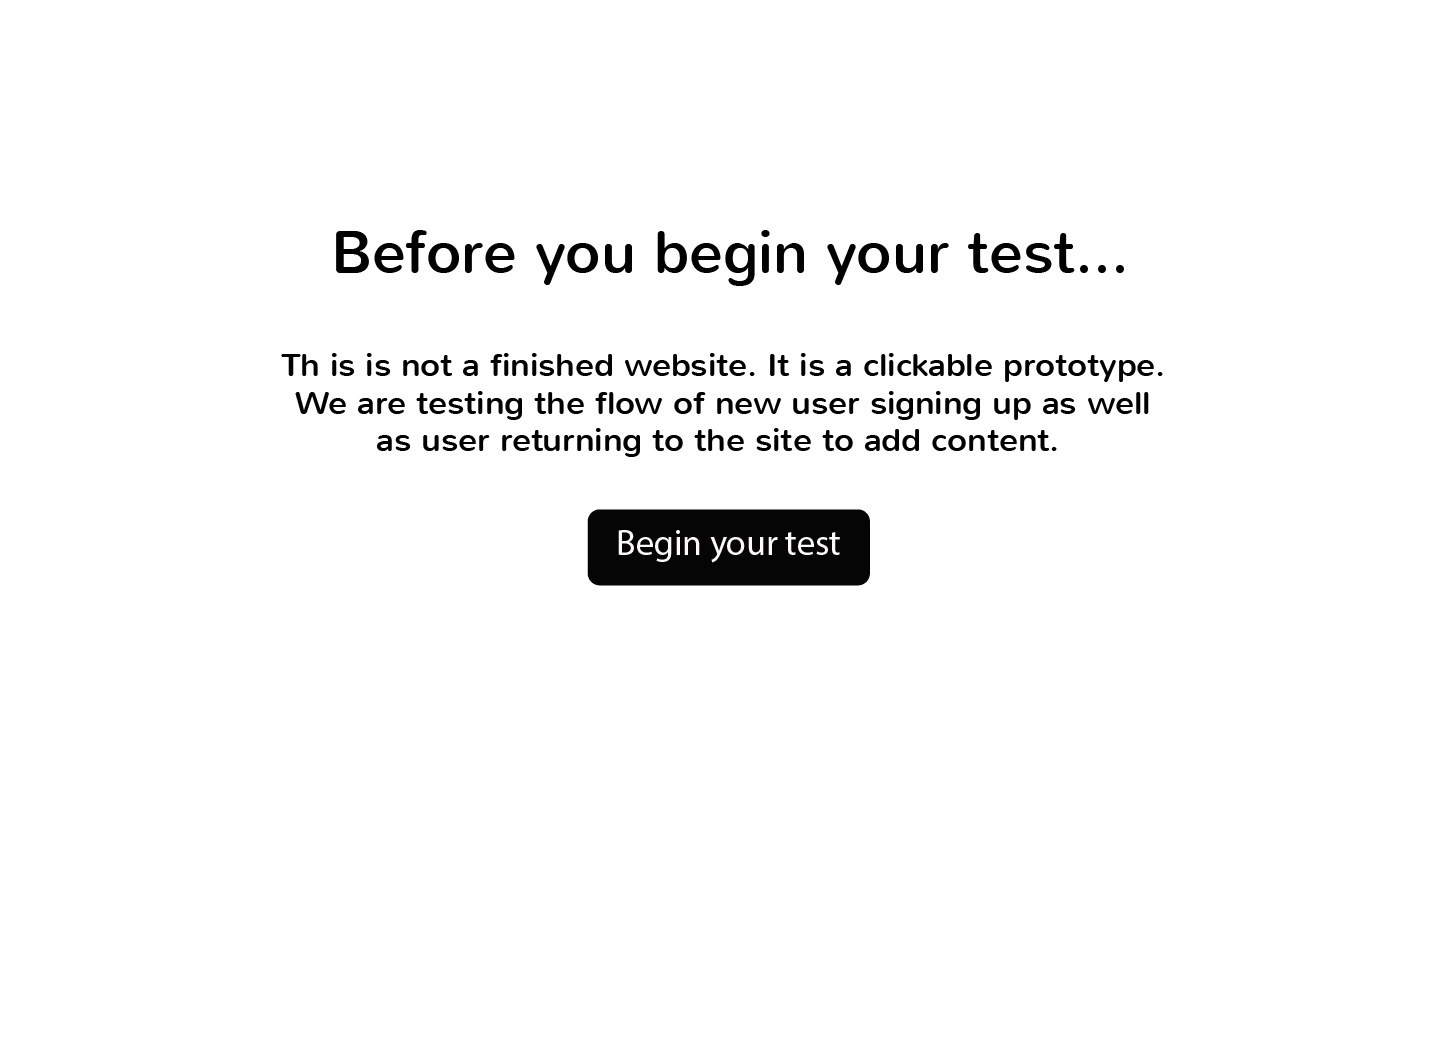 Before you begin your test...
Th is is not a finished website. It is a clickable prototype.
We are testing the flow of new user signing up as well
as user returning to the site to add content.
Begin your test